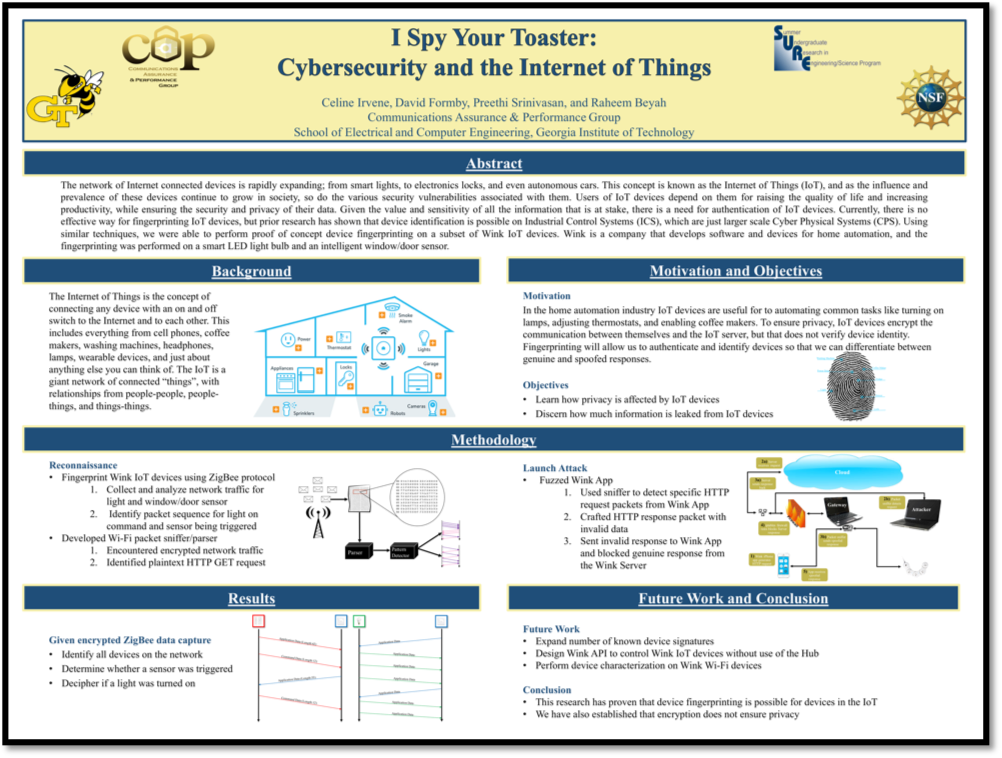 cap
COMMUNICATIONS
ASSURANCE
& PERFORMANCE
GROUP
GT
I Spy Your Toaster:
Cybersecurity and the Internet of Things
Celine Irvene, David Formby, Preethi Srinivasan, and Raheem Beyah
Communications Assurance & Performance Group
School of Electrical and Computer Engineering, Georgia Institute of Technology
Summer
Undergraduate
Research in
Engineering/Science Program
NSF
Abstract
The network of Internet connected devices is rapidly expanding; from smart lights, to electronics locks, and even autonomous cars. This concept is known as the Internet of Things (IoT), and as the influence and
prevalence of these devices continue to grow in society, so do the various security vulnerabilities associated with them. Users of IoT devices depend on them for raising the quality of life and increasing
productivity, while ensuring the security and privacy of their data. Given the value and sensitivity of all the information that is at stake, there is a need for authentication of IoT devices. Currently, there is no
effective way for fingerprinting IoT devices, but prior research has shown that device identification is possible on Industrial Control Systems (ICS), which are just larger scale Cyber Physical Systems (CPS). Using
similar techniques, we were able to perform proof of concept device fingerprinting on a subset of Wink IoT devices. Wink is a company that develops software and devices for home automation, and the
fingerprinting was performed on a smart LED light bulb and an intelligent window/door sensor.
Background
The Internet of Things is the concept of
connecting any device with an on and off
switch to the Internet and to each other. This
includes everything from cell phones, coffee
makers, washing machines, headphones,
lamps, wearable devices, and just about
anything else you can think of. The IoT is a
giant network of connected “things”, with
relationships from people-people, people-
things, and things-things.
Smoke
Alarm
Power
Thermostat
Lights
Appliances
Locks
Garage
Sprinklers
Robots
Cameras
Motivation and Objectives
Motivation
In the home automation industry IoT devices are useful for to automating common tasks like turning on
lamps, adjusting thermostats, and enabling coffee makers. To ensure privacy, IoT devices encrypt the
communication between themselves and the IoT server, but that does not verify device identity.
Fingerprinting will allow us to authenticate and identify devices so that we can differentiate between
genuine and spoofed responses.
Objectives
• Learn how privacy is affected by IoT devices
• Discern how much information is leaked from IoT devices
Methodology
Reconnaissance
• Fingerprint Wink IoT devices using ZigBee protocol
1. Collect and analyze network traffic for
light and window/door sensor
2. Identify packet sequence for light on
command and sensor being triggered
• Developed Wi-Fi packet sniffer/parser
1. Encountered encrypted network traffic
2. Identified plaintext HTTP GET request
Parser
Pattern
Detector
Launch Attack
• Fuzzed Wink App
1. Used sniffer to detect specific HTTP
request packets from Wink App
2. Crafted HTTP response packet with
invalid data
3. Sent invalid response to Wink App
and blocked genuine response from
the Wink Server
Cloud
Gateway
Attacker
Results
Given encrypted ZigBee data capture
• Identify all devices on the network
• Determine whether a sensor was triggered
• Decipher if a light was turned on
Application Data
Application Data
Application Data
Application Data
Application Data
Future Work and Conclusion
Future Work
• Expand number of known device signatures
• Design Wink API to control Wink IoT devices without use of the Hub
• Perform device characterization on Wink Wi-Fi devices
Conclusion
• This research has proven that device fingerprinting is possible for devices in the IoT
• We have also established that encryption does not ensure privacy